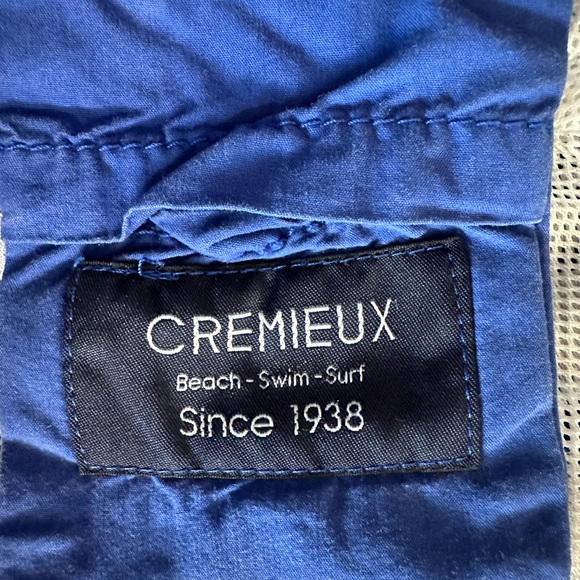 CREMIEUX
Beach - Swim - Surf
Since 1938